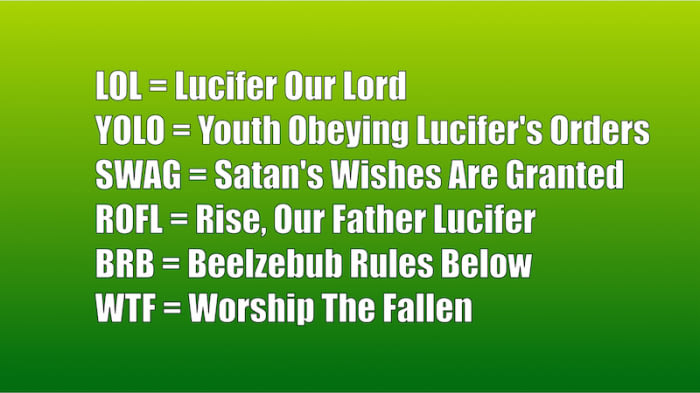 LOL = Lucifer Our Lord
YOLO = Youth Obeying Lucifer's Orders
SWAG = Satan's Wishes Are Granted
ROFL = Rise, Our Father Lucifer
BRB = Beelzebub Rules Below
WTF = Worship The Fallen